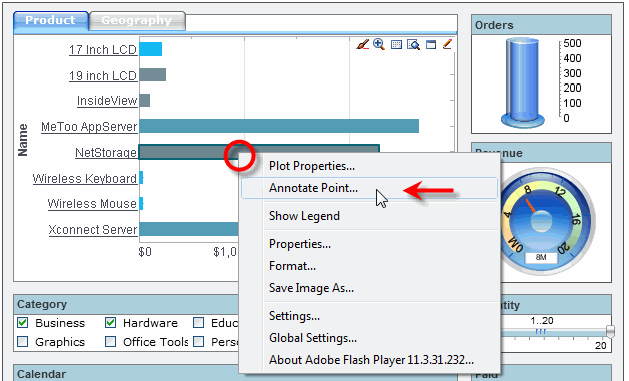 Product Geography
Orders
17 Inch LCD
19 inch LCD
InsideView
MeToo AppServer
NetStorage
Wireless Keyboard
Wireless Mouse
Xconnect Server
Name
$0 $1,0
500
400
300
200
100
0
Plot Properties...
Annotate Point...
Show Legend
Properties...
Format...
Save Image As...
Settings...
Global Settings...
About Adobe Flash Player 11.3.31.232...
Revenue
0M 4 8 16 20
8M
Category
Business Hardware Educ
Graphics Office Tools Perso
ntity
1..20
20
Calendar
Paid